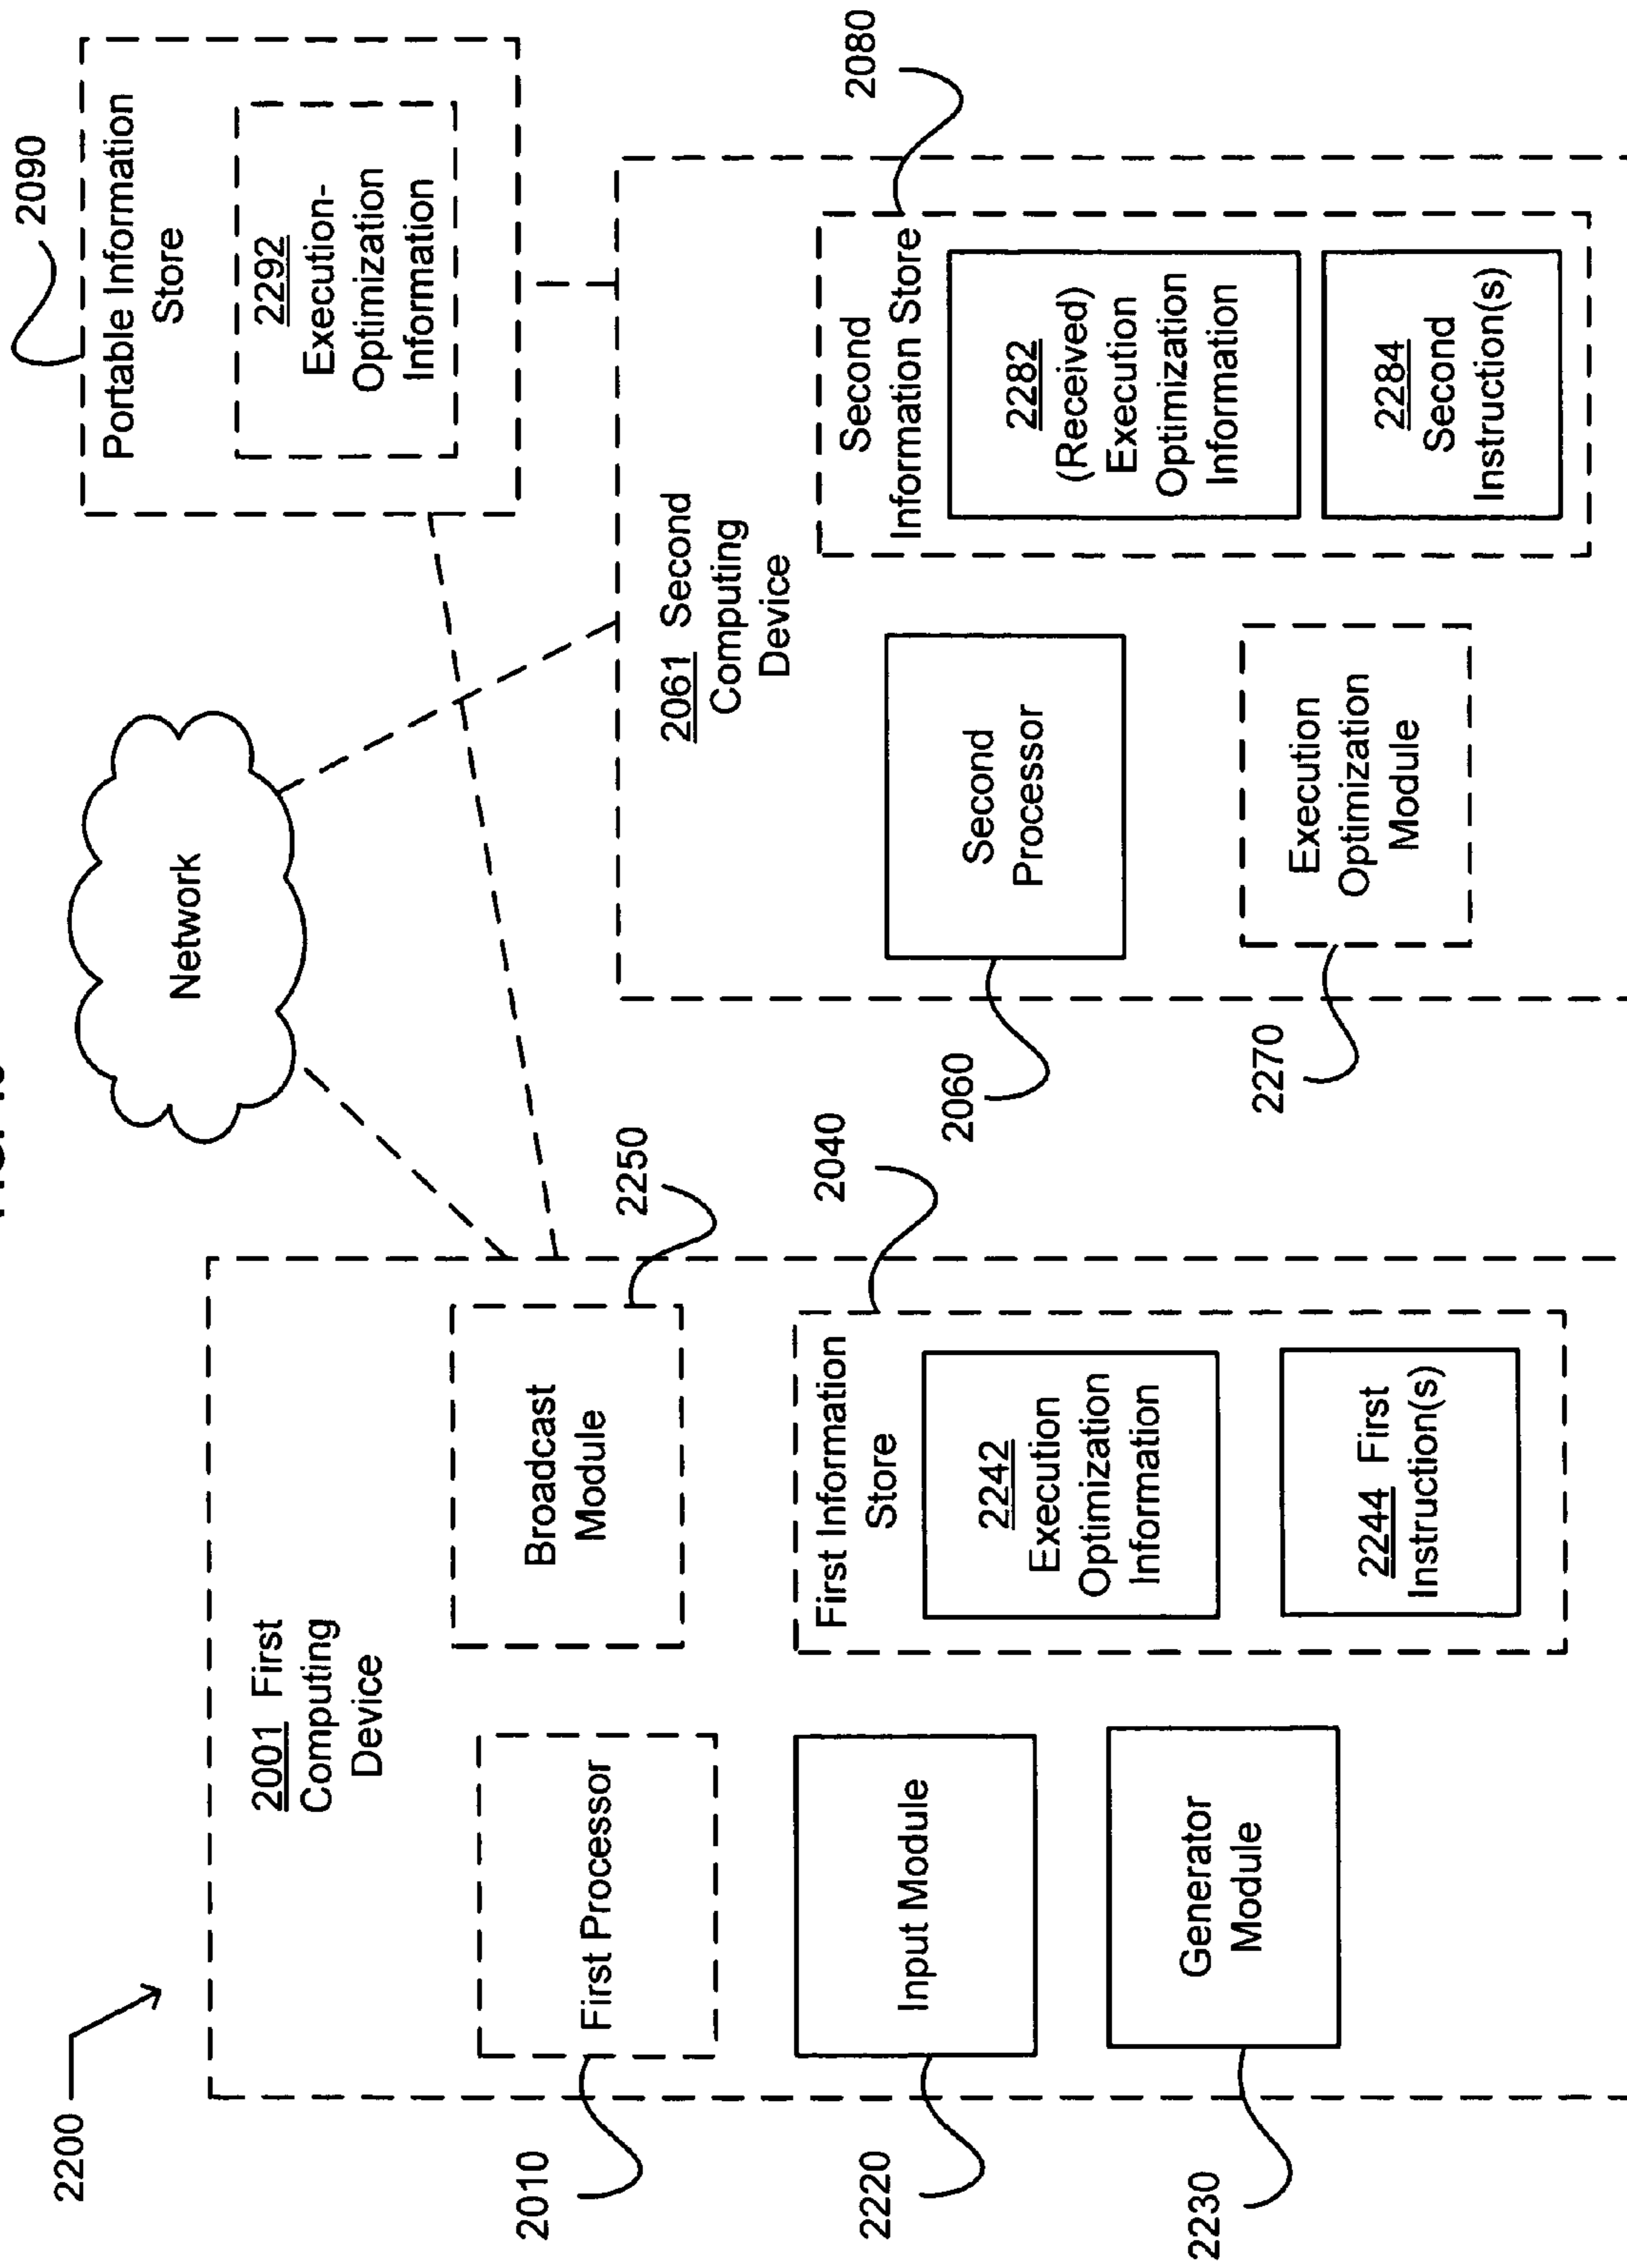 2200
2001 First
Computing
Device
First Processor
2010
Broadcast
Module
2250
Input Module
2220
Generator
Module
2230
First Information
Store
2040
2242
Execution
Optimization
Information
2244 First
Instruction(s)
Network
Portable Information
Store
2090
2292
Execution-
Optimization
Information
2061 Second
Computing
Device
Second
Processor
2060
Execution
Optimization
Module
2270
Second
Information Store
2080
2282
(Received)
Execution
Optimization
Information
2284
Second
Instruction(s)